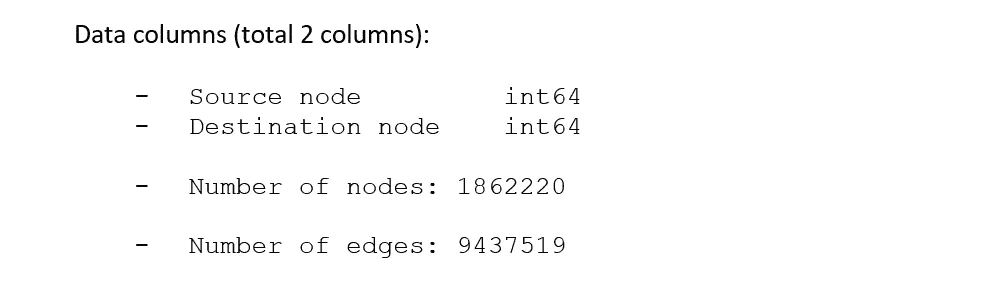 Data columns (total 2 columns):
- Source node int64
- Destination node int64
- Number of nodes: 1862220
- Number of edges: 9437519